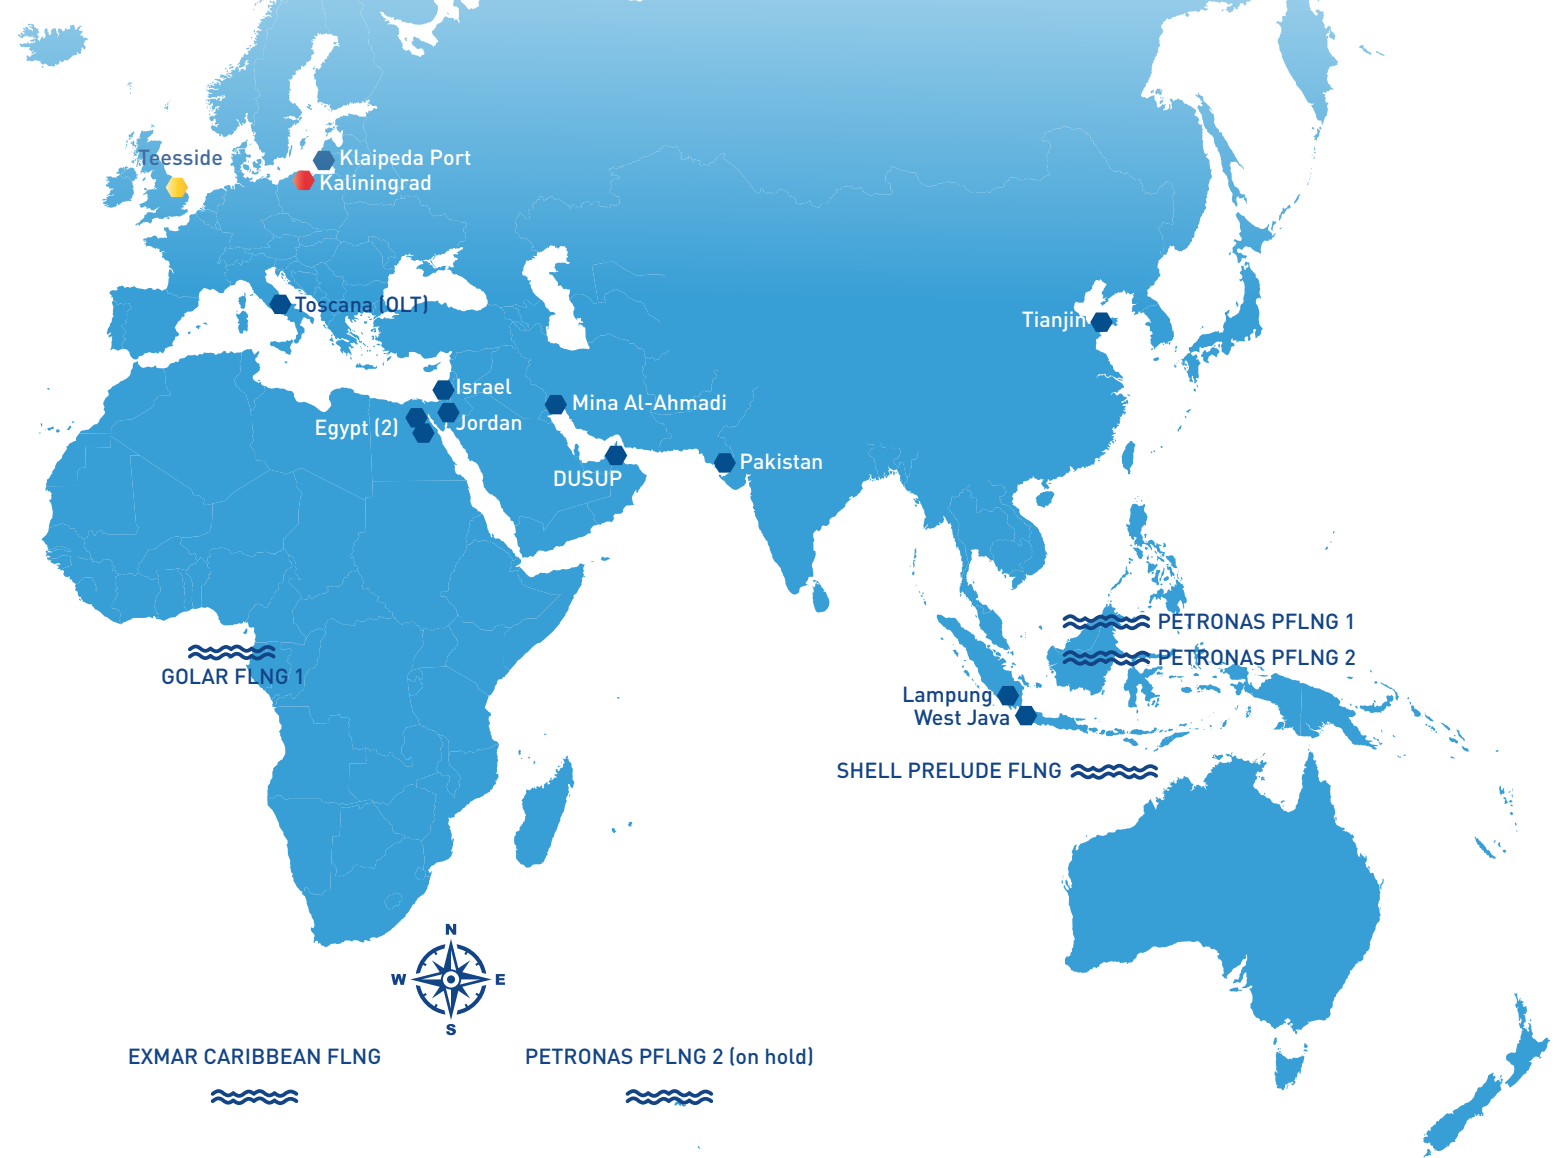 Teesside
Klaipeda Port
Kaliningrad
Toscana (OLT)
Tianjin
Israel
Mina Al-Ahmadi
Egypt (2)
Jordan
Pakistan
DUSUP
PETRONAS PFLNG 1
PETRONAS PFLNG 2
GOLAR FLNG 1
Lampung
West Java
SHELL PRELUDE FLNG
N
W E
S
EXMAR CARIBBEAN FLNG
PETRONAS PFLNG 2 (on hold)